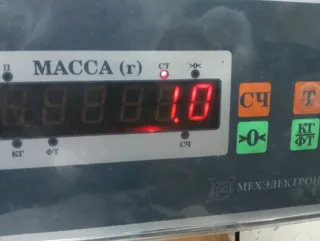 П МАССА (г) СТ
1.0
СЧ Т
КГ ФТ СЧ >0< КГ ФТ
МЕХЭЛЕКТРОН